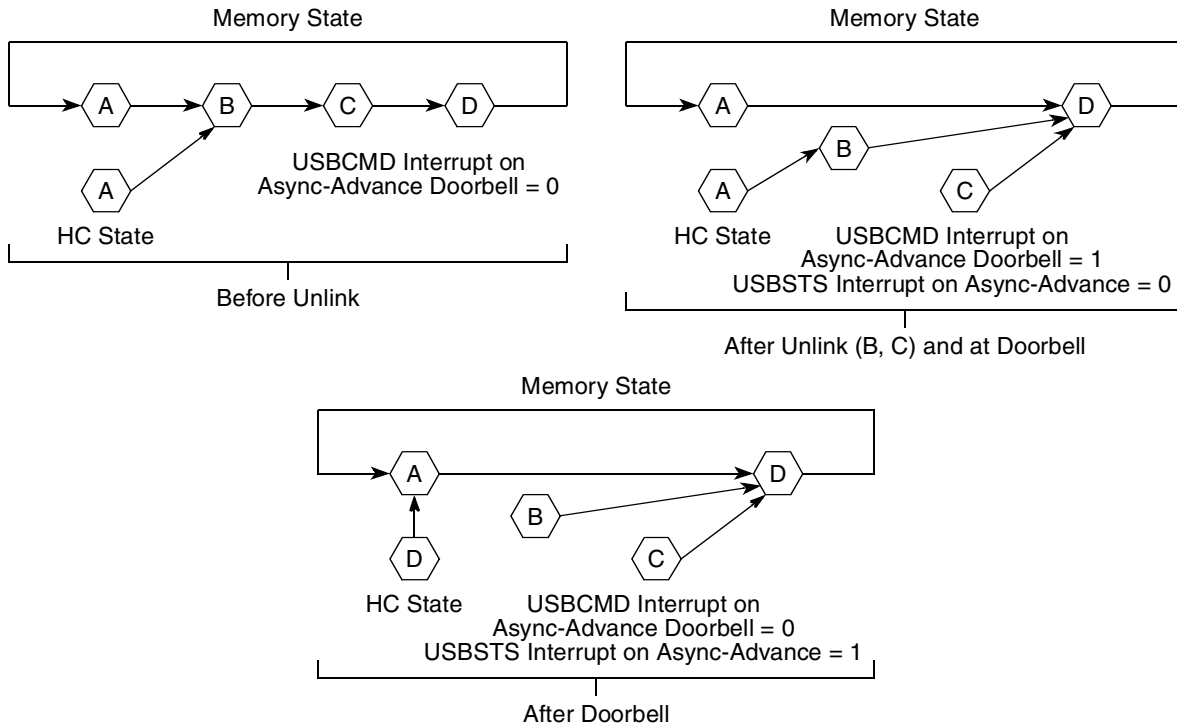 Memory State
A
B
C
D
A
HC State
USBCMD Interrupt on
Async-Advance Doorbell = 0
Before Unlink
Memory State
A
D
B
A
C
HC State
USBCMD Interrupt on
Async-Advance Doorbell = 1
USBSTS Interrupt on Async-Advance = 0
After Unlink (B, C) and at Doorbell
Memory State
A
D
B
D
C
HC State
USBCMD Interrupt on
Async-Advance Doorbell = 0
USBSTS Interrupt on Async-Advance = 1
After Doorbell